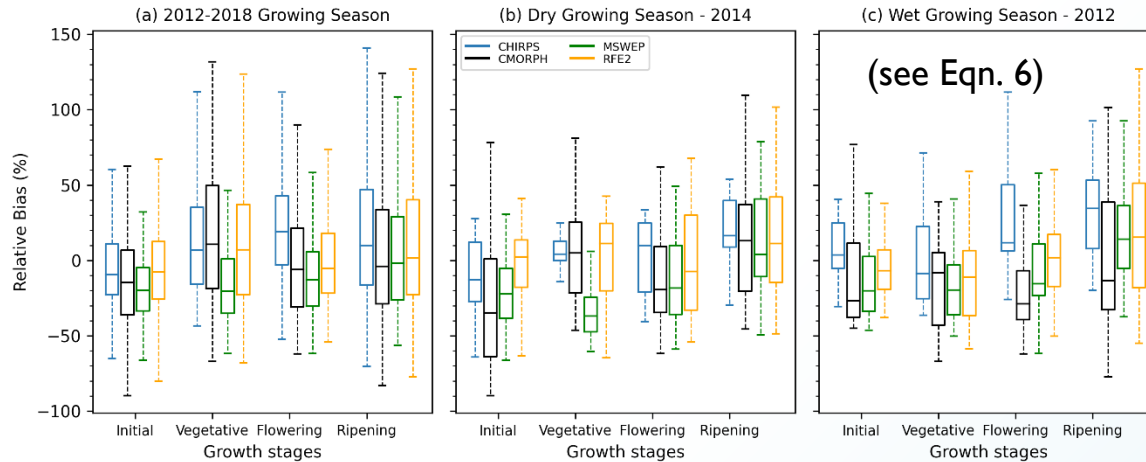 (a) 2012-2018 Growing Season
(b) Dry Growing Season - 2014
(c) Wet Growing Season - 2012
150
100
50
0
−50
−100
Relative Bias (%)
CHIRPS
CMORPH
MSWEP
RFE2
(see Eqn. 6)
Initial Vegetative Flowering Ripening
Initial Vegetative Flowering Ripening
Initial Vegetative Flowering Ripening
Growth stages
Growth stages
Growth stages